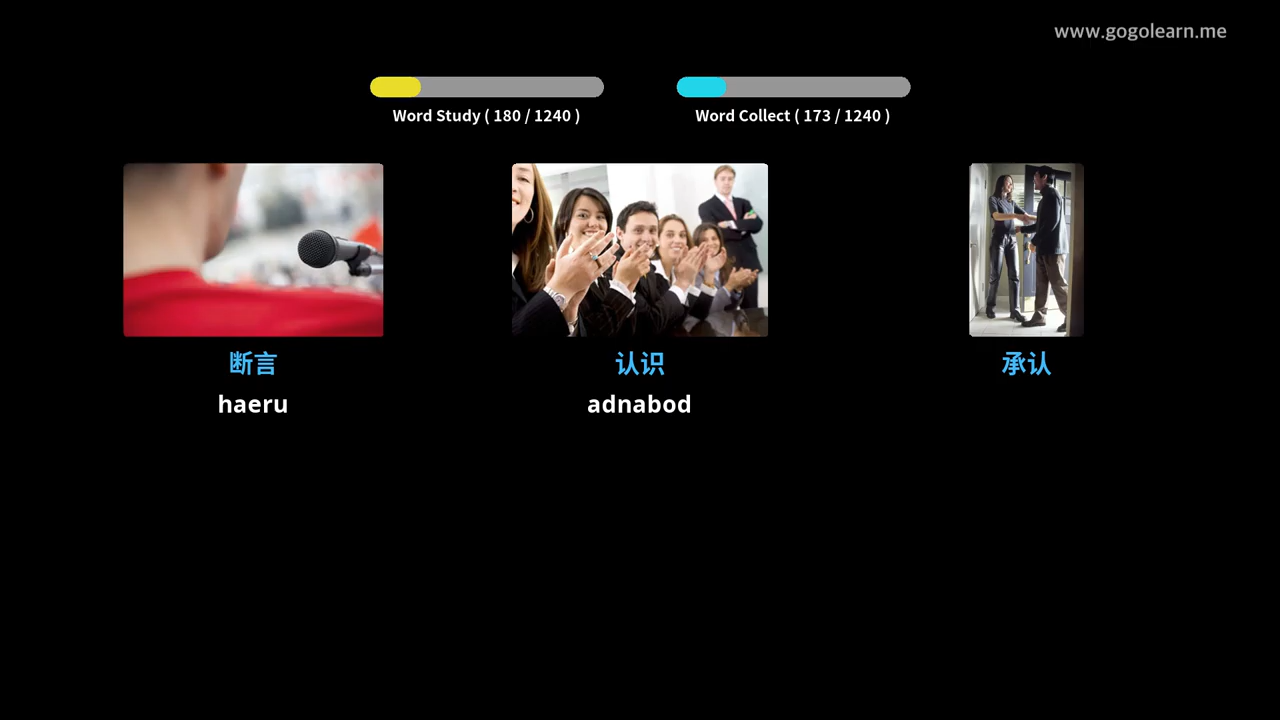 www.gogolearn.me
Word Study ( 180 / 1240 )
Word Collect ( 173 / 1240 )
断言
认识
承认
haeru
adnabod